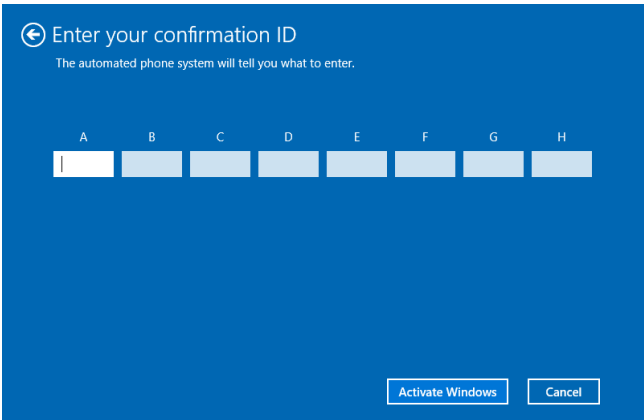 Enter your confirmation ID
The automated phone system will tell you what to enter.
A B C D E F G H
Activate Windows Cancel